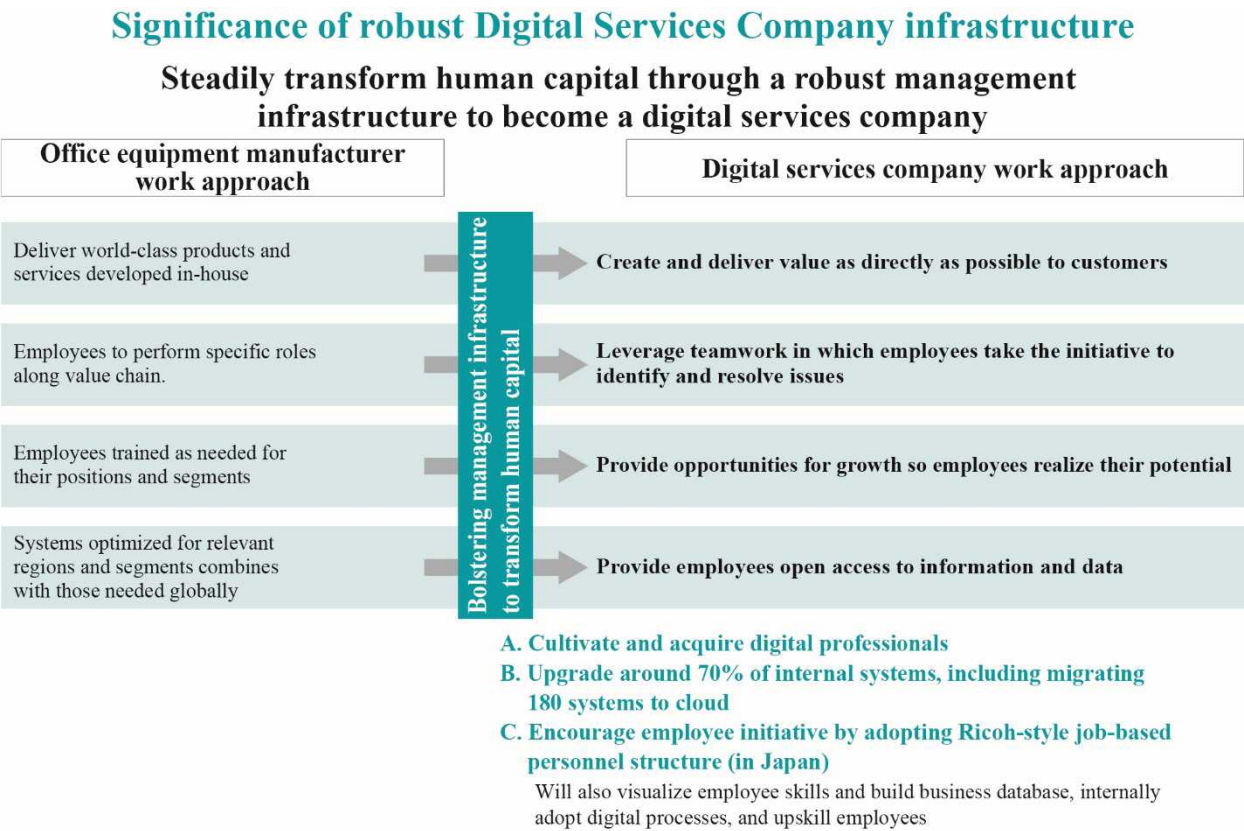 Significance of robust Digital Services Company infrastructure
Steadily transform human capital through a robust management
infrastructure to become a digital services company
Office equipment manufacturer
work approach
Digital services company work approach
Deliver world-class products and
services developed in-house
Create and deliver value as directly as possible to customers
Employees to perform specific roles
along value chain.
Leverage teamwork in which employees take the initiative to
identify and resolve issues
Employees trained as needed for
their positions and segments
Provide opportunities for growth so employees realize their potential
Systems optimized for relevant
regions and segments combines
with those needed globally
Provide employees open access to information and data
Bolstering management infrastructure
to transform human capital
A. Cultivate and acquire digital professionals
B. Upgrade around 70% of internal systems, including migrating
180 systems to cloud
C. Encourage employee initiative by adopting Ricoh-style job-based
personnel structure (in Japan)
Will also visualize employee skills and build business database, internally
adopt digital processes, and upskill employees